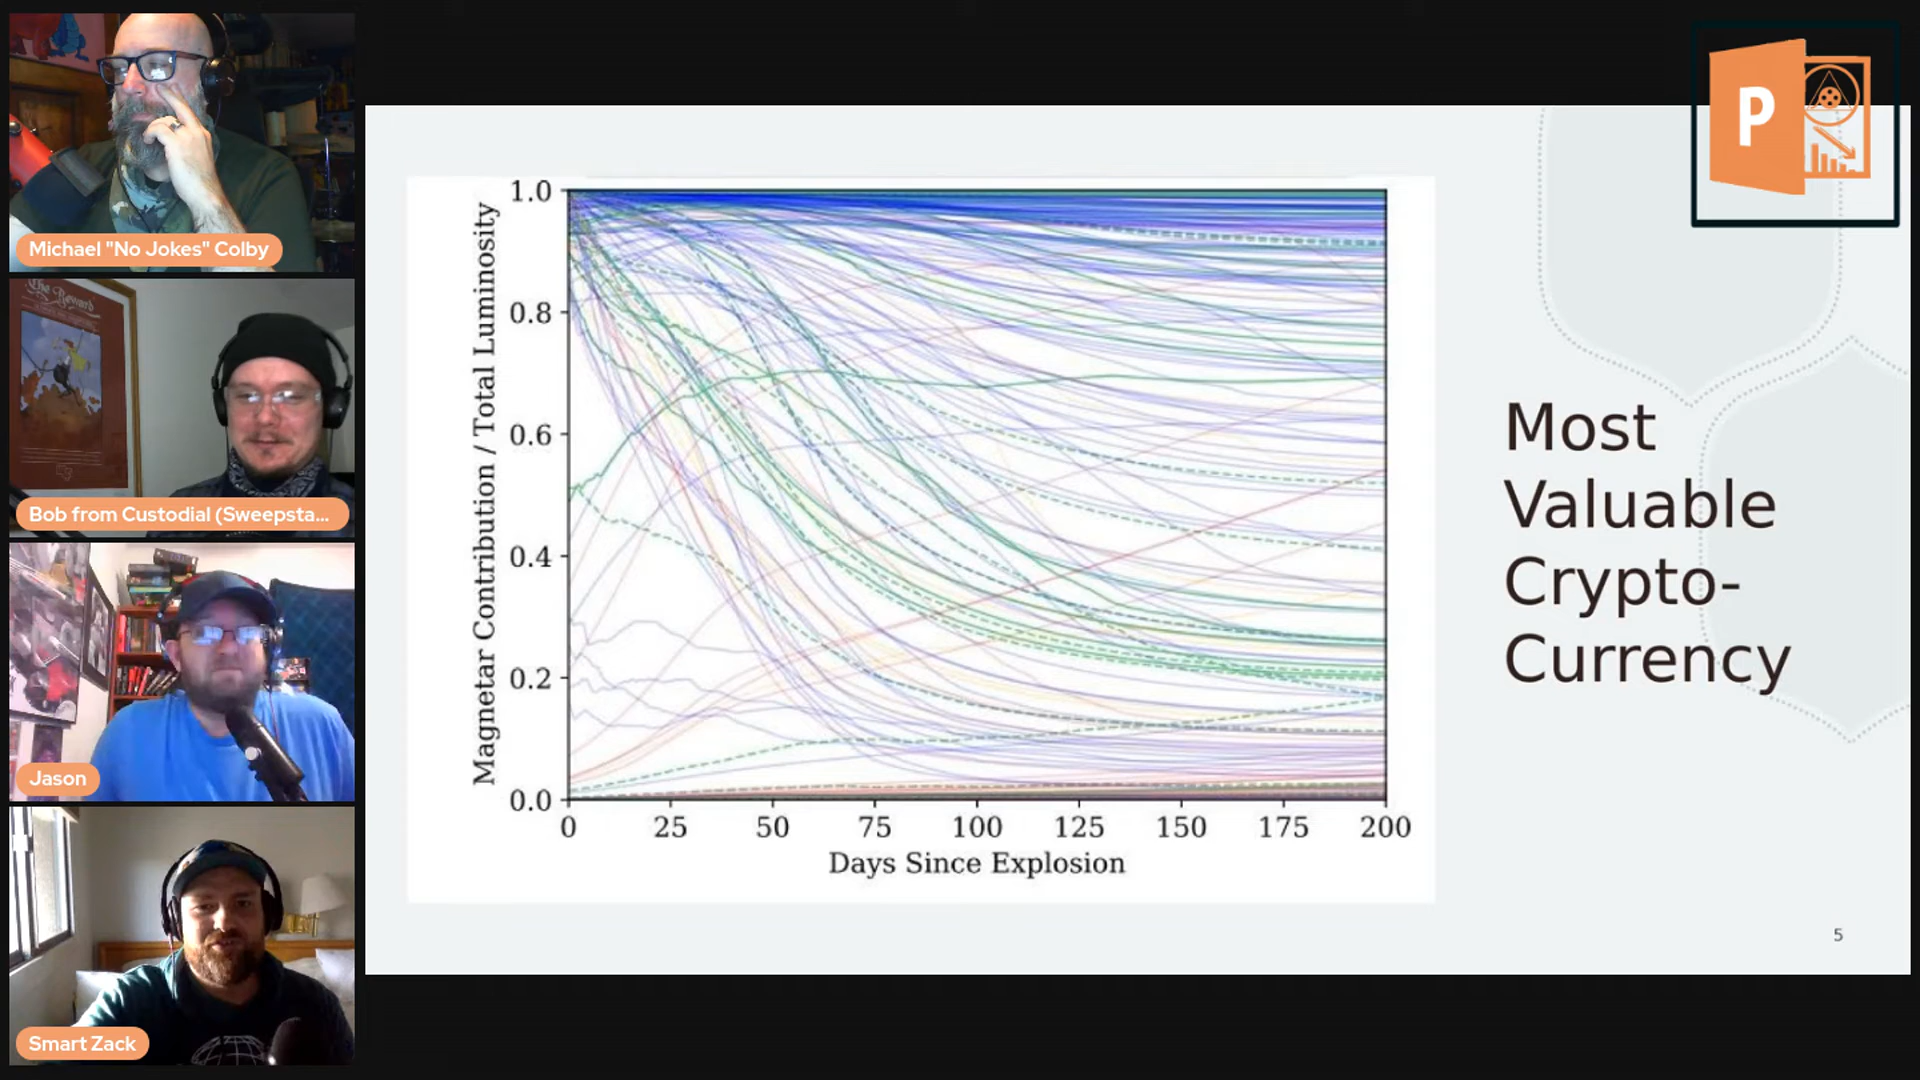 Michael "No Jokes" Colby
The Reward
Bob from Custodial (Sweepsta...
Jason
Smart Zack
P
Magnetar Contribution / Total Luminosity
1.0
0.8
0.6
0.4
0.2
0.0
0
25
50
75
100
125
150
175
200
Days Since Explosion
Most
Valuable
Crypto-
Currency
5